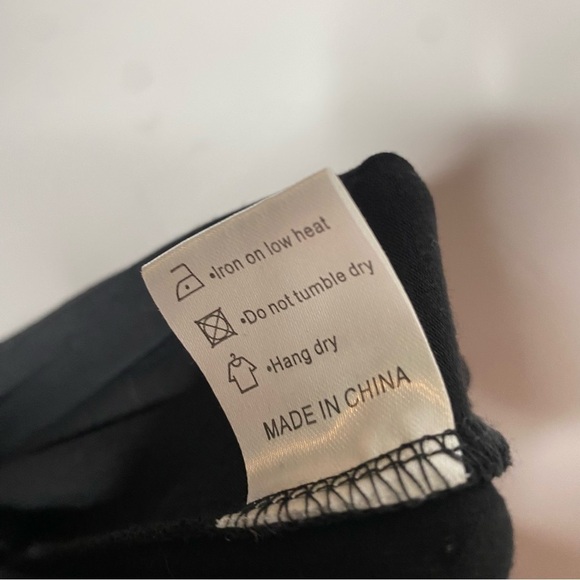 •Iron on low heat
•Do not tumble dry
•Hang dry
MADE IN CHINA